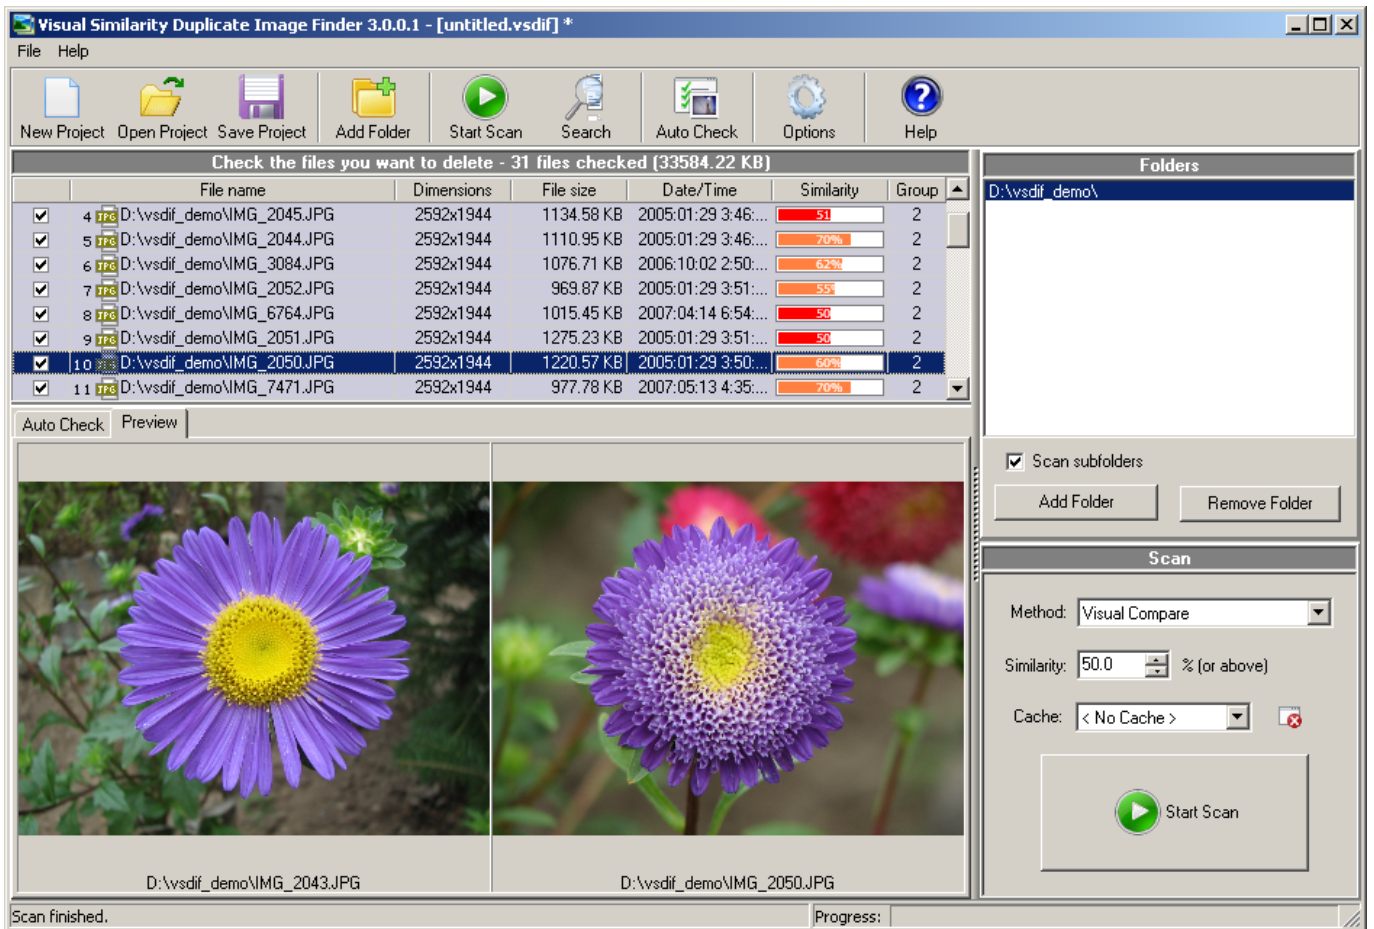 Visual Similarity Duplicate Image Finder 3.0.0.1 - [untitled.vsdif] *
File Help
New Project Open Project Save Project Add Folder Start Scan Search Auto Check Options Help
Check the files you want to delete - 31 files checked (33584.22 KB)
File name Dimensions File size Date/Time Similarity Group
4 JPG D:\vsdif_demo\IMG_2045.JPG 2592x1944 1134.58 KB 2005:01:29 3:46:... 51 2
5 JPG D:\vsdif_demo\IMG_2044.JPG 2592x1944 1110.95 KB 2005:01:29 3:46:... 70% 2
6 JPG D:\vsdif_demo\IMG_3084.JPG 2592x1944 1076.71 KB 2006:10:02 2:50:... 62% 2
7 JPG D:\vsdif_demo\IMG_2052.JPG 2592x1944 969.87 KB 2005:01:29 3:51:... 55% 2
8 JPG D:\vsdif_demo\IMG_6764.JPG 2592x1944 1015.45 KB 2007:04:14 6:54:... 50 2
9 JPG D:\vsdif_demo\IMG_2051.JPG 2592x1944 1275.23 KB 2005:01:29 3:51:... 50 2
10 D:\vsdif_demo\IMG_2050.JPG 2592x1944 1220.57 KB 2005:01:29 3:50:... 60% 2
11 JPG D:\vsdif_demo\IMG_7471.JPG 2592x1944 977.78 KB 2007:05:13 4:35:... 70% 2
Auto Check Preview
D:\vsdif_demo\IMG_2043.JPG D:\vsdif_demo\IMG_2050.JPG
Folders
D:\vsdif_demo\
Scan subfolders
Add Folder Remove Folder
Scan
Method: Visual Compare
Similarity: 50.0 % (or above)
Cache: < No Cache >
Start Scan
Scan finished. Progress: